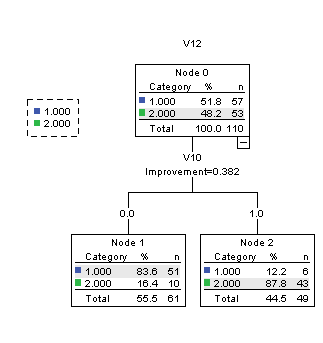 V12
1.000
2.000
Node 0
Category % n
1.000 51.8 57
2.000 48.2 53
Total 100.0 110
V10
Improvement=0.382
0.0 1.0
Node 1
Category % n
1.000 83.6 51
2.000 16.4 10
Total 55.5 61
Node 2
Category % n
1.000 12.2 6
2.000 87.8 43
Total 44.5 49